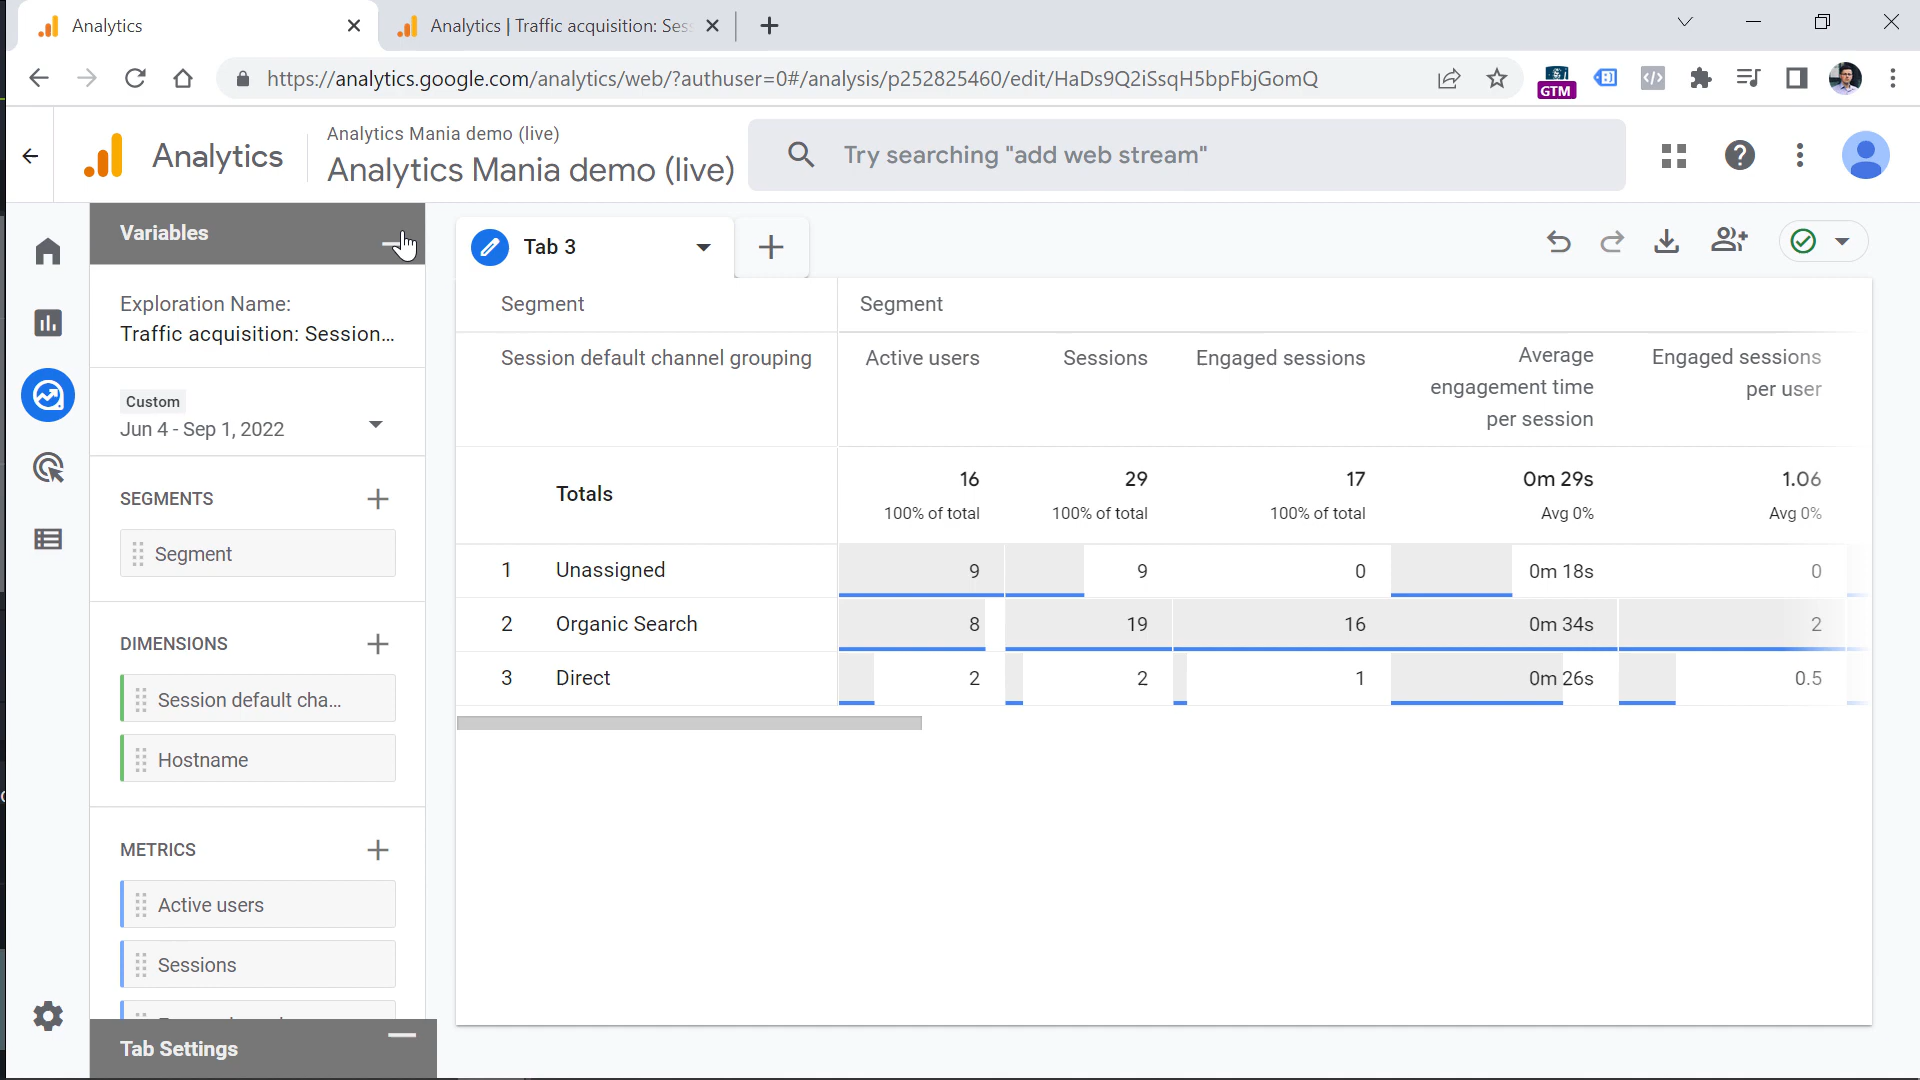 Analytics
Analytics | Traffic acquisition: Ses
https://analytics.google.com/analytics/web/?authuser=0#/analysis/p252825460/edit/HaDs9Q2iSsqH5bpFbjGomQ
GTM
Analytics
Analytics Mania demo (live)
Analytics Mania demo (live)
Try searching "add web stream"
Variables
Exploration Name:
Traffic acquisition: Session...
Custom
Jun 4 - Sep 1, 2022
SEGMENTS
Segment
DIMENSIONS
Session default cha...
Hostname
METRICS
Active users
Sessions
Tab Settings
Tab 3
Segment Segment
Session default channel grouping Active users Sessions Engaged sessions Average engagement time per session Engaged sessions per user
Totals 16 29 17 0m 29s 1.06
100% of total 100% of total 100% of total Avg 0% Avg 0%
1 Unassigned 9 9 0 0m 18s 0
2 Organic Search 8 19 16 0m 34s 2
3 Direct 2 2 1 0m 26s 0.5